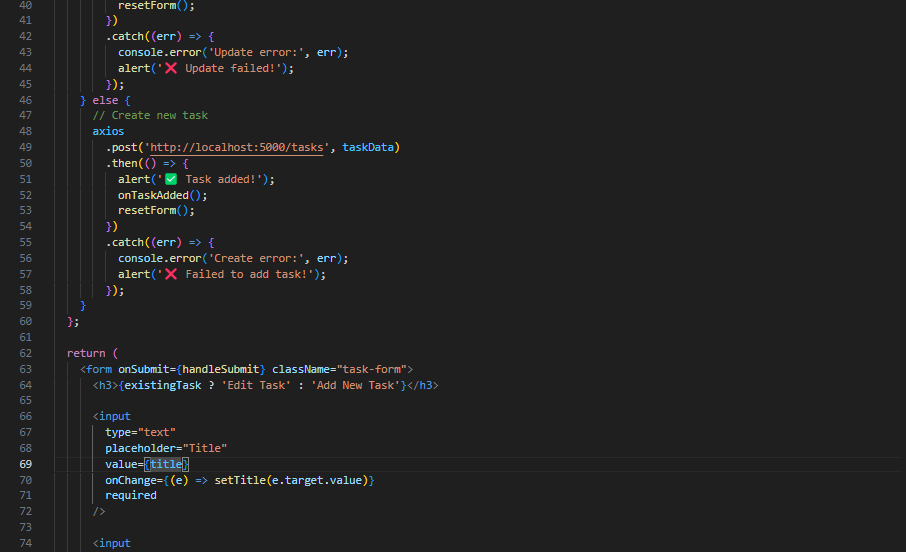 40 resetForm();
41 })
42 .catch((err) => {
43 console.error('Update error:', err);
44 alert('❌ Update failed!');
45 });
46 } else {
47 // Create new task
48 axios
49 .post('http://localhost:5000/tasks', taskData)
50 .then(() => {
51 alert('✅ Task added!');
52 onTaskAdded();
53 resetForm();
54 })
55 .catch((err) => {
56 console.error('Create error:', err);
57 alert('❌ Failed to add task!');
58 });
59 }
60 };
61
62 return (
63 <form onSubmit={handleSubmit} className="task-form">
64 <h3>{existingTask ? 'Edit Task' : 'Add New Task'}</h3>
65
66 <input
67 type="text"
68 placeholder="Title"
69 value={title}
70 onChange={(e) => setTitle(e.target.value)}
71 required
72 />
73
74 <input